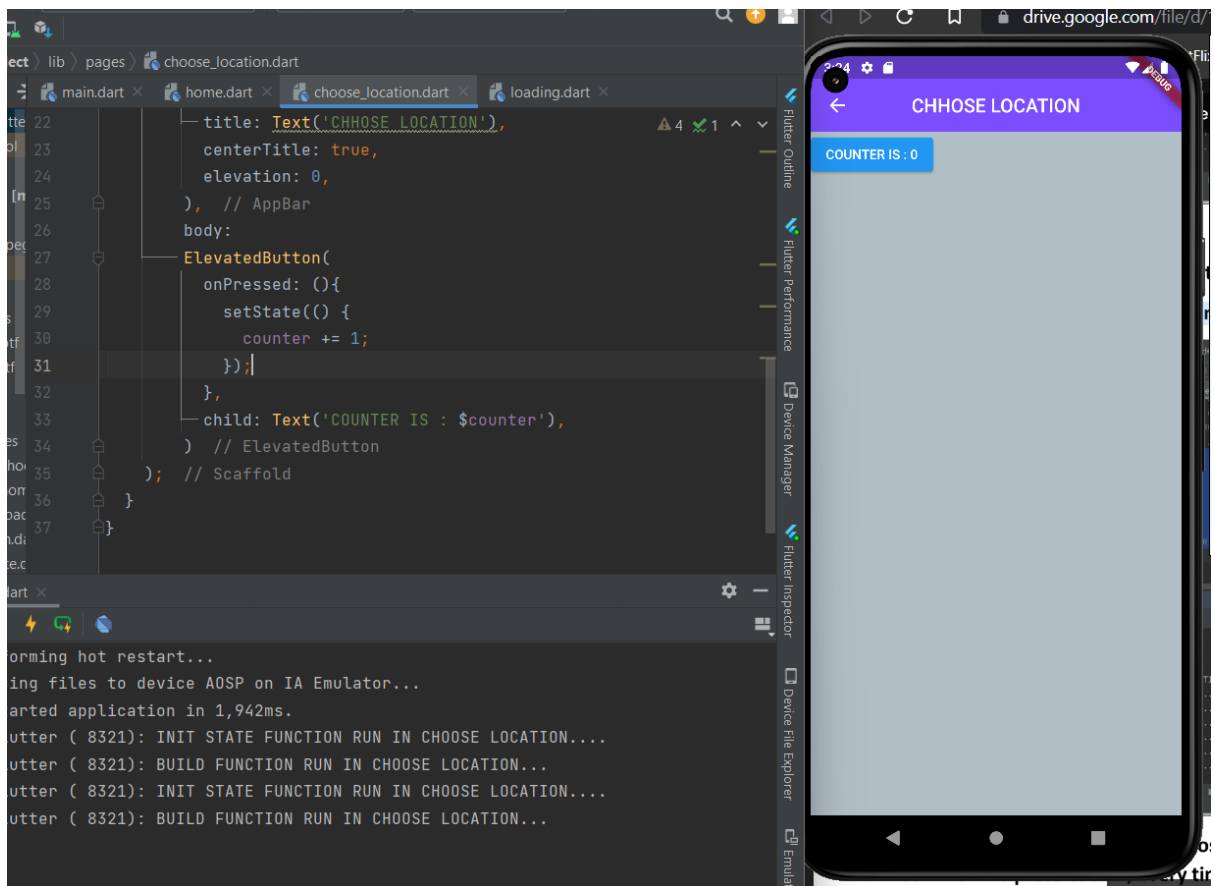 lib pages choose_location.dart
main.dart home.dart choose_location.dart loading.dart
22 title: Text('CHHOSE LOCATION'), 4 1
23 centerTitle: true,
24 elevation: 0,
25 ), // AppBar
26 body:
27 ElevatedButton(
28 onPressed: (){
29 setState(() {
30 counter += 1;
31 });
32 },
33 child: Text('COUNTER IS : $counter'),
34 ) // ElevatedButton
35 ); // Scaffold
36 }
37 }
forming hot restart...
ing files to device AOSP on IA Emulator...
arted application in 1,942ms.
utter ( 8321): INIT STATE FUNCTION RUN IN CHOOSE LOCATION....
utter ( 8321): BUILD FUNCTION RUN IN CHOOSE LOCATION...
utter ( 8321): INIT STATE FUNCTION RUN IN CHOOSE LOCATION....
utter ( 8321): BUILD FUNCTION RUN IN CHOOSE LOCATION...
Flutter Outline
Flutter Performance
Device Manager
Flutter Inspector
Device File Explorer
Emulat
drive.google.com/file/d/
3:24
DEBUG
CHHOSE LOCATION
COUNTER IS : 0